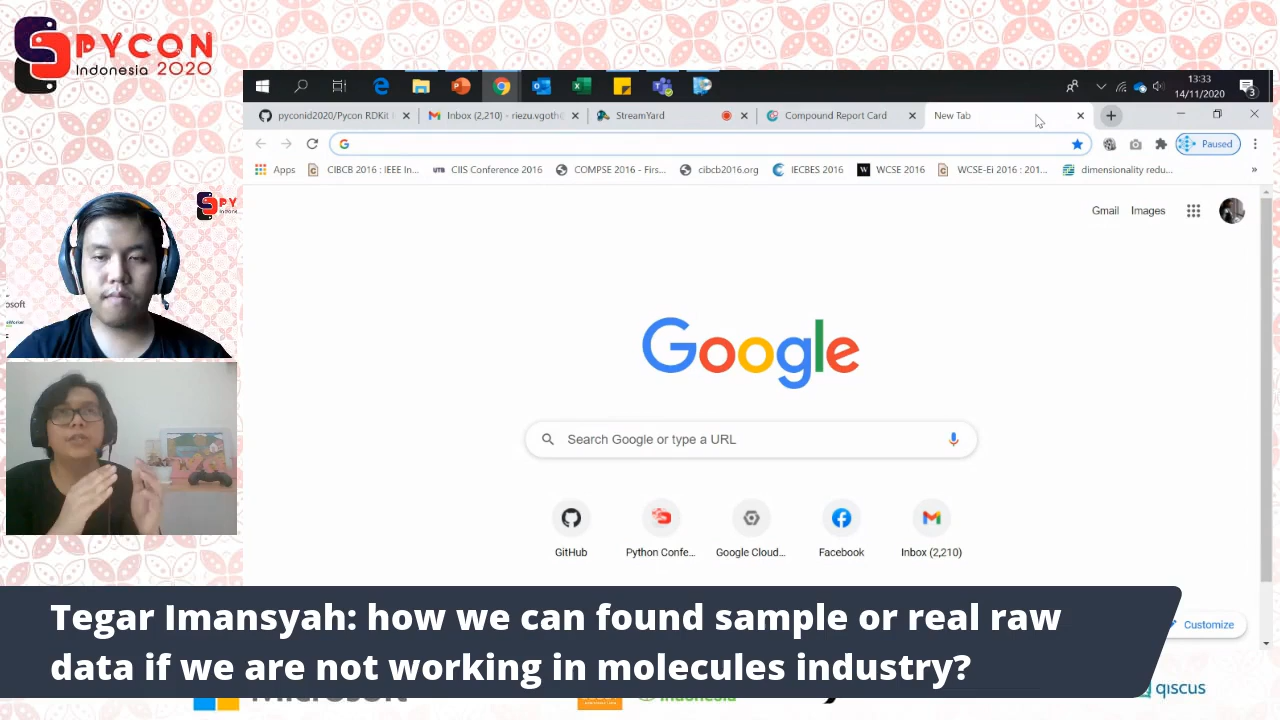 PYCON
Indonesia 2020
13:33
14/11/2020
3
pyconid2020/Pycon RDKit
Inbox (2,210) - riezu.vgoth@
StreamYard
Compound Report Card
New Tab
Paused
Apps
CIBCB 2016 : IEEE In...
CIIS Conference 2016
COMPSE 2016 - Firs...
cibcb2016.org
IECBES 2016
WCSE 2016
WCSE-Ei 2016 : 201...
dimensionality redu...
»
Gmail
Images
Google
Search Google or type a URL
GitHub
Python Confe...
Google Cloud...
Facebook
Inbox (2,210)
Customize
Tegar Imansyah: how we can found sample or real raw
data if we are not working in molecules industry?
Microsoft
indonesia
qiscus